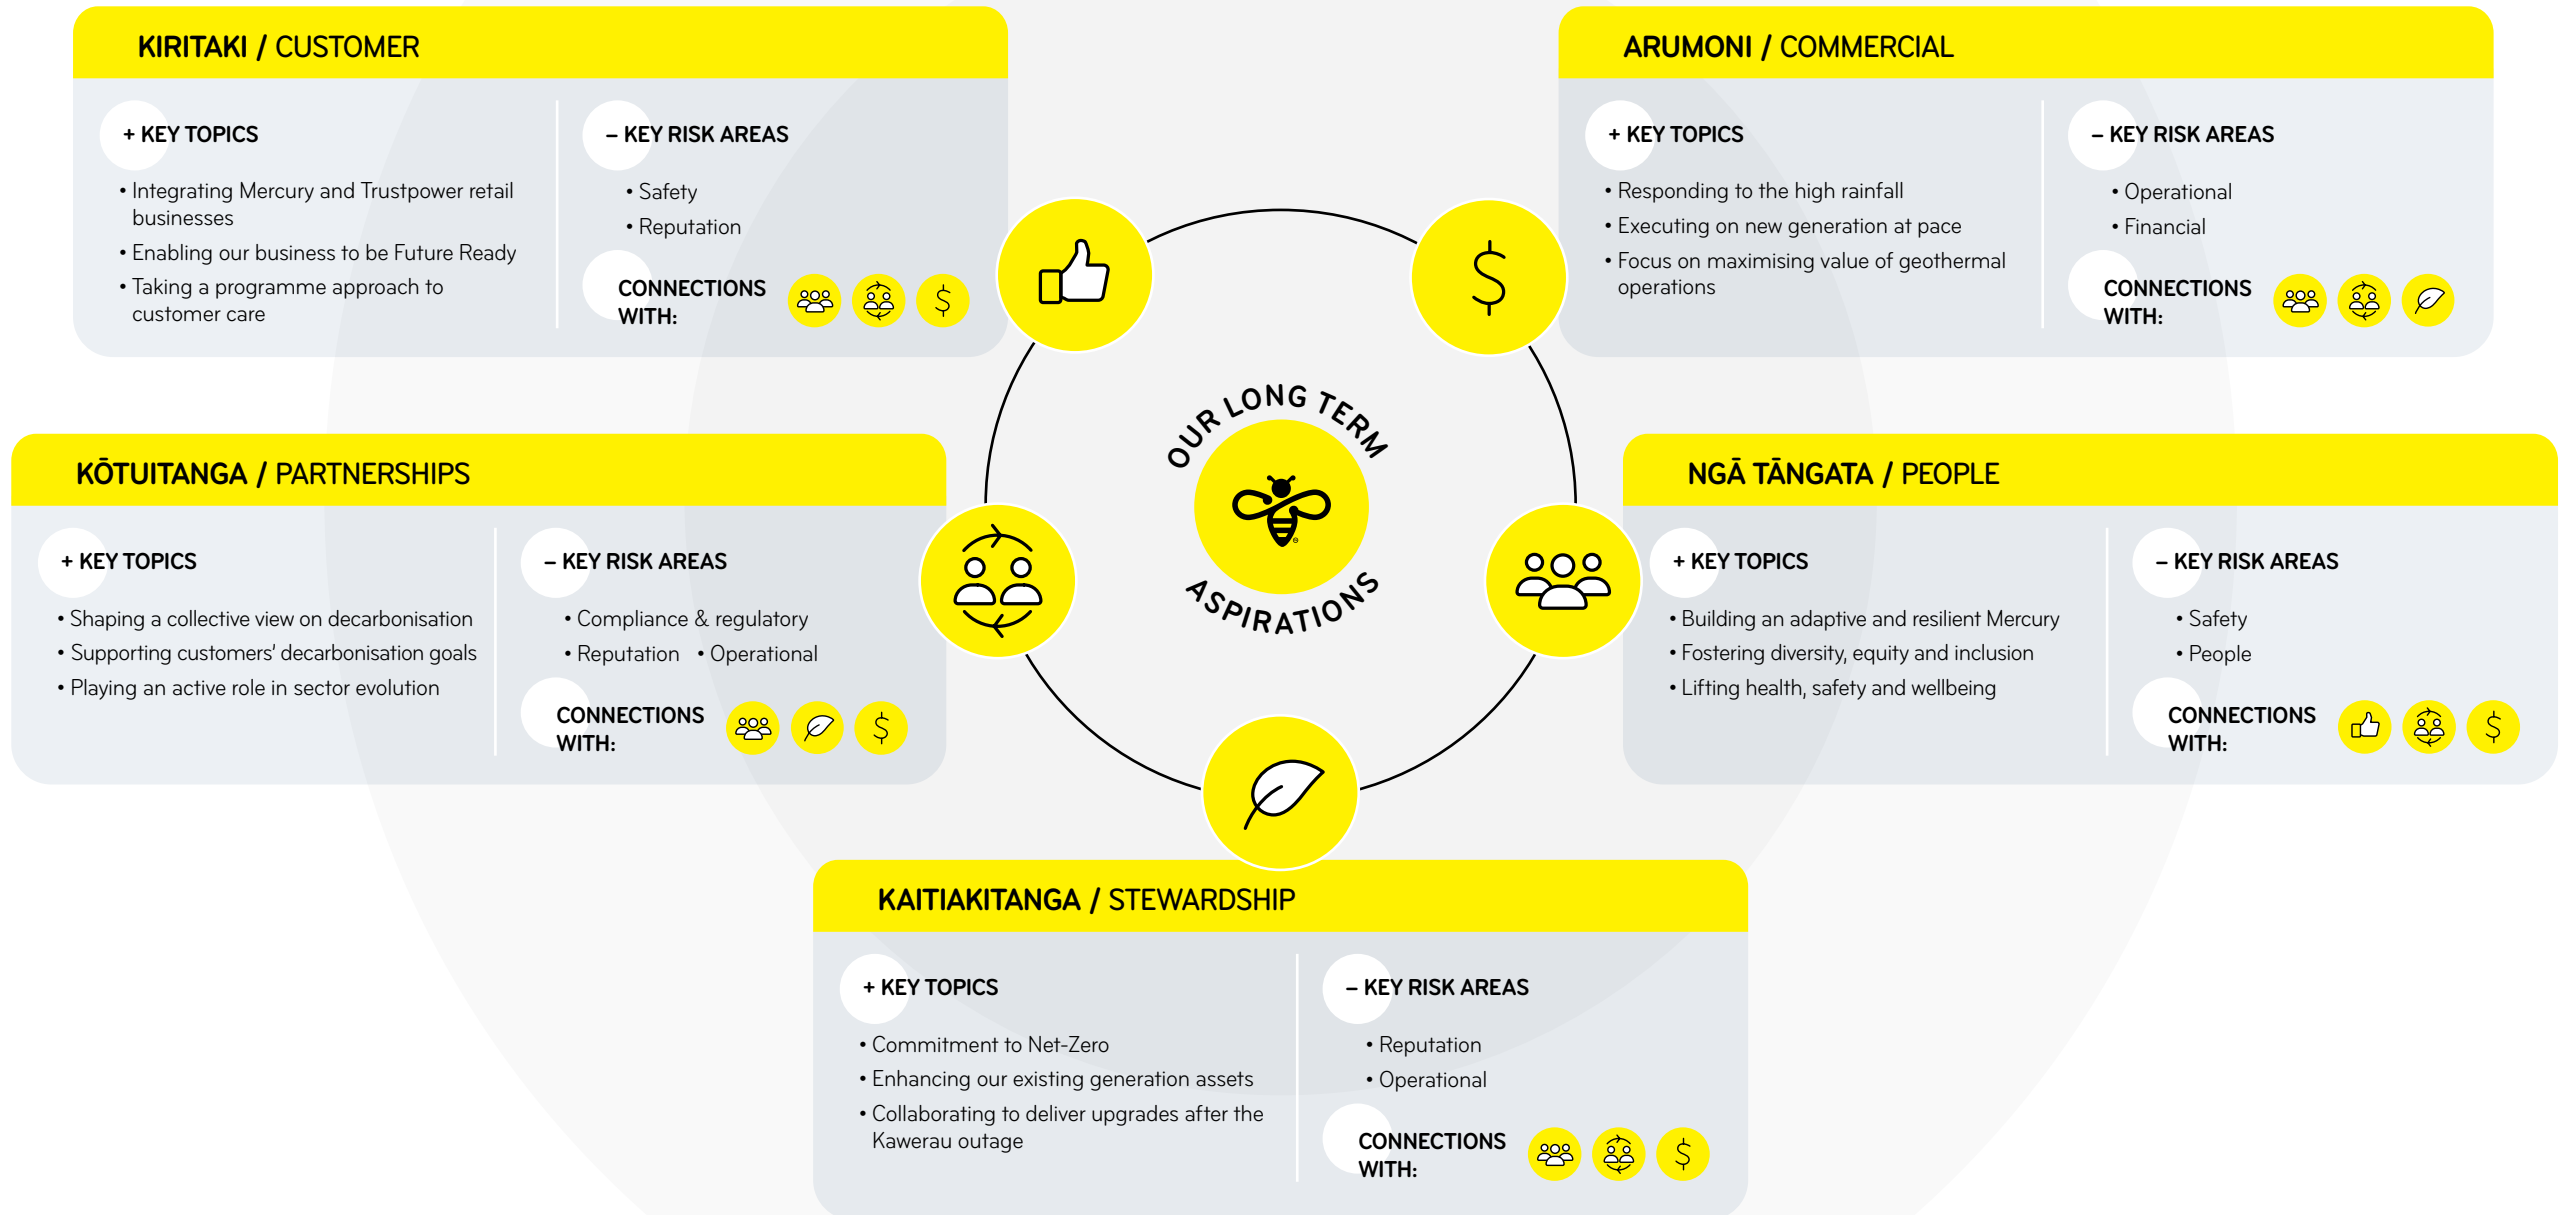 KIRITAKI / CUSTOMER
+ KEY TOPICS
• Integrating Mercury and Trustpower retail
businesses
• Enabling our business to be Future Ready
• Taking a programme approach to
customer care
– KEY RISK AREAS
• Safety
• Reputation
CONNECTIONS
WITH:
ARUMONI / COMMERCIAL
+ KEY TOPICS
• Responding to the high rainfall
• Executing on new generation at pace
• Focus on maximising value of geothermal
operations
– KEY RISK AREAS
• Operational
• Financial
CONNECTIONS
WITH:
OUR LONG TERM
ASPIRATIONS
KŌTUITANGA / PARTNERSHIPS
+ KEY TOPICS
• Shaping a collective view on decarbonisation
• Supporting customers' decarbonisation goals
• Playing an active role in sector evolution
– KEY RISK AREAS
• Compliance & regulatory
• Reputation • Operational
CONNECTIONS
WITH:
NGĀ TĀNGATA / PEOPLE
+ KEY TOPICS
• Building an adaptive and resilient Mercury
• Fostering diversity, equity and inclusion
• Lifting health, safety and wellbeing
– KEY RISK AREAS
• Safety
• People
CONNECTIONS
WITH:
KAITIAKITANGA / STEWARDSHIP
+ KEY TOPICS
• Commitment to Net-Zero
• Enhancing our existing generation assets
• Collaborating to deliver upgrades after the
Kawerau outage
– KEY RISK AREAS
• Reputation
• Operational
CONNECTIONS
WITH: